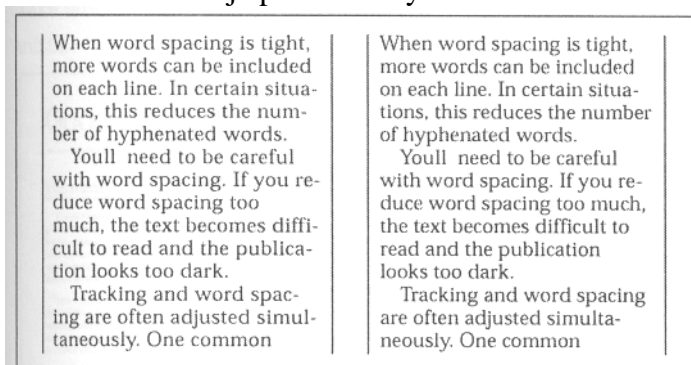 When word spacing is tight,
more words can be included
on each line. In certain situa-
tions, this reduces the num-
ber of hyphenated words.
Youll need to be careful
with word spacing. If you re-
duce word spacing too
much, the text becomes diffi-
cult to read and the publica-
tion looks too dark.
Tracking and word spac-
ing are often adjusted simul-
taneously. One common
When word spacing is tight,
more words can be included
on each line. In certain situa-
tions, this reduces the number
of hyphenated words.
Youll need to be careful
with word spacing. If you re-
duce word spacing too much,
the text becomes difficult to
read and the publication
looks too dark.
Tracking and word spacing
are often adjusted simulta-
neously. One common